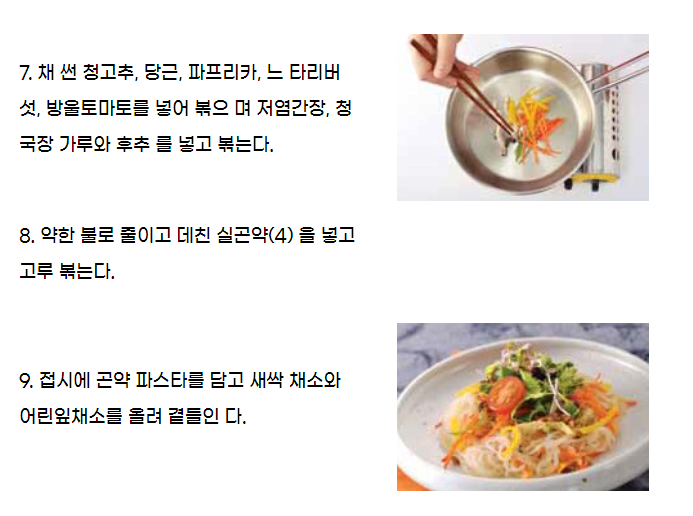 7. 채 썬 청고추, 당근, 파프리카, 느 타리버
섯, 방울토마토를 넣어 볶으 며 저염간장, 청
국장 가루와 후추 를 넣고 볶는다.
8. 약한 불로 줄이고 데친 실곤약(4) 을 넣고
고루 볶는다.
9. 접시에 곤약 파스타를 담고 새싹 채소와
어린잎채소를 올려 곁들인 다.